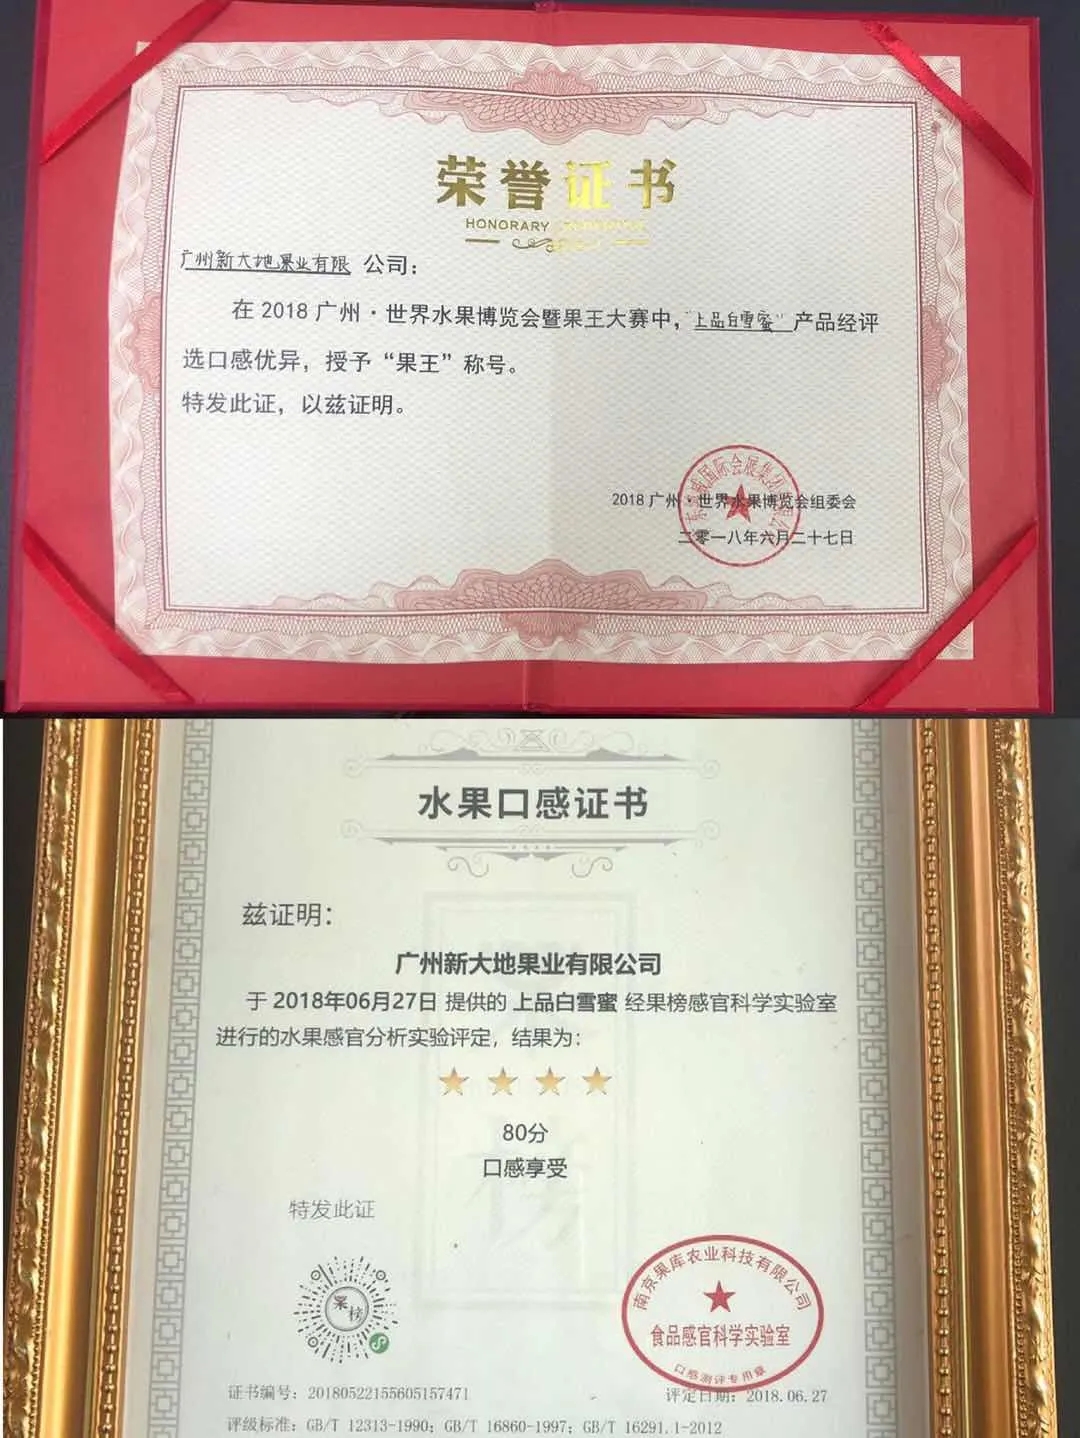 荣誉证书
HONORARY
广州新大地果业有限 公司：
在2018广州·世界水果博览会暨果王大赛中，“上品白雪蜜”产品经评
选口感优异，授予“果王”称号。
特发此证，以兹证明。
2018广州·世界水果博览会组委会
二零一八年六月二十七日
水果口感证书
兹证明：
广州新大地果业有限公司
于 2018年06月27日 提供的 上品白雪蜜 经果榜感官科学实验室
进行的水果感官分析实验评定，结果为：
80分
口感享受
特发此证
果榜
南京果库农业科技有限公司
食品感官科学实验室
口感测评专用章
证书编号：20180522155605157471
评定日期：2018.06.27
评级标准：GB/T 12313-1990；GB/T 16860-1997；GB/T 16291.1-2012